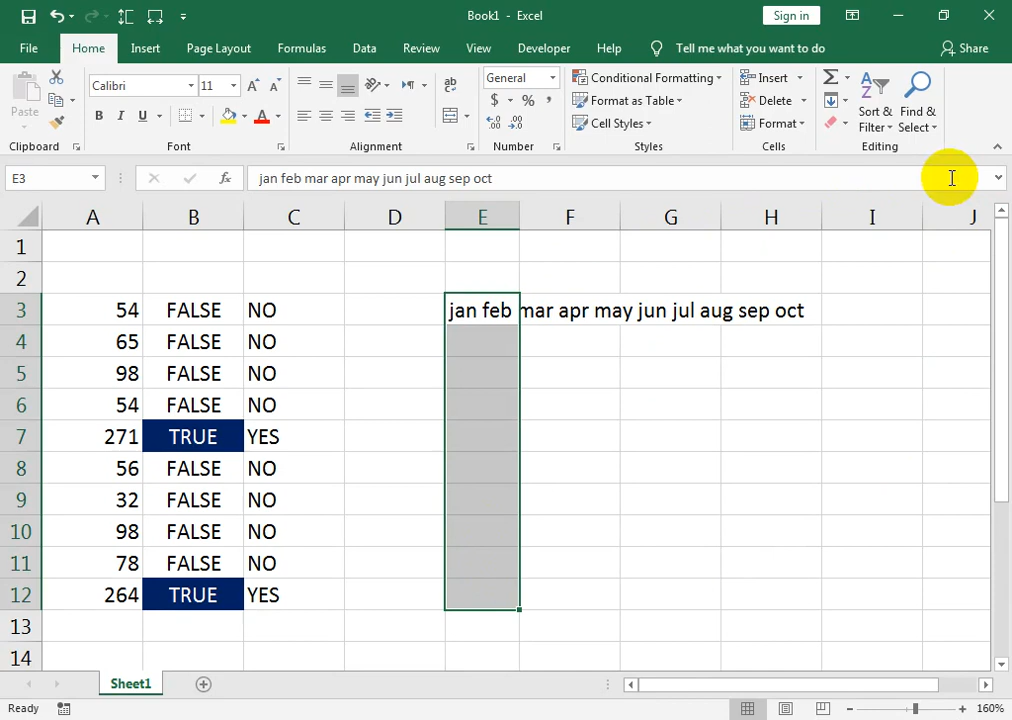 Book1 - Excel
Sign in
File Home Insert Page Layout Formulas Data Review View Developer Help Tell me what you want to do Share
Paste
Calibri 11
B I U A
General
$ % ,
Conditional Formatting
Format as Table
Cell Styles
Insert
Delete
Format
Sort & Filter
Find & Select
Clipboard Font Alignment Number Styles Cells Editing
E3 fx jan feb mar apr may jun jul aug sep oct
A B C D E F G H I J
1
2
3 54 FALSE NO jan feb mar apr may jun jul aug sep oct
4 65 FALSE NO
5 98 FALSE NO
6 54 FALSE NO
7 271 TRUE YES
8 56 FALSE NO
9 32 FALSE NO
10 98 FALSE NO
11 78 FALSE NO
12 264 TRUE YES
13
14
Sheet1
Ready 160%